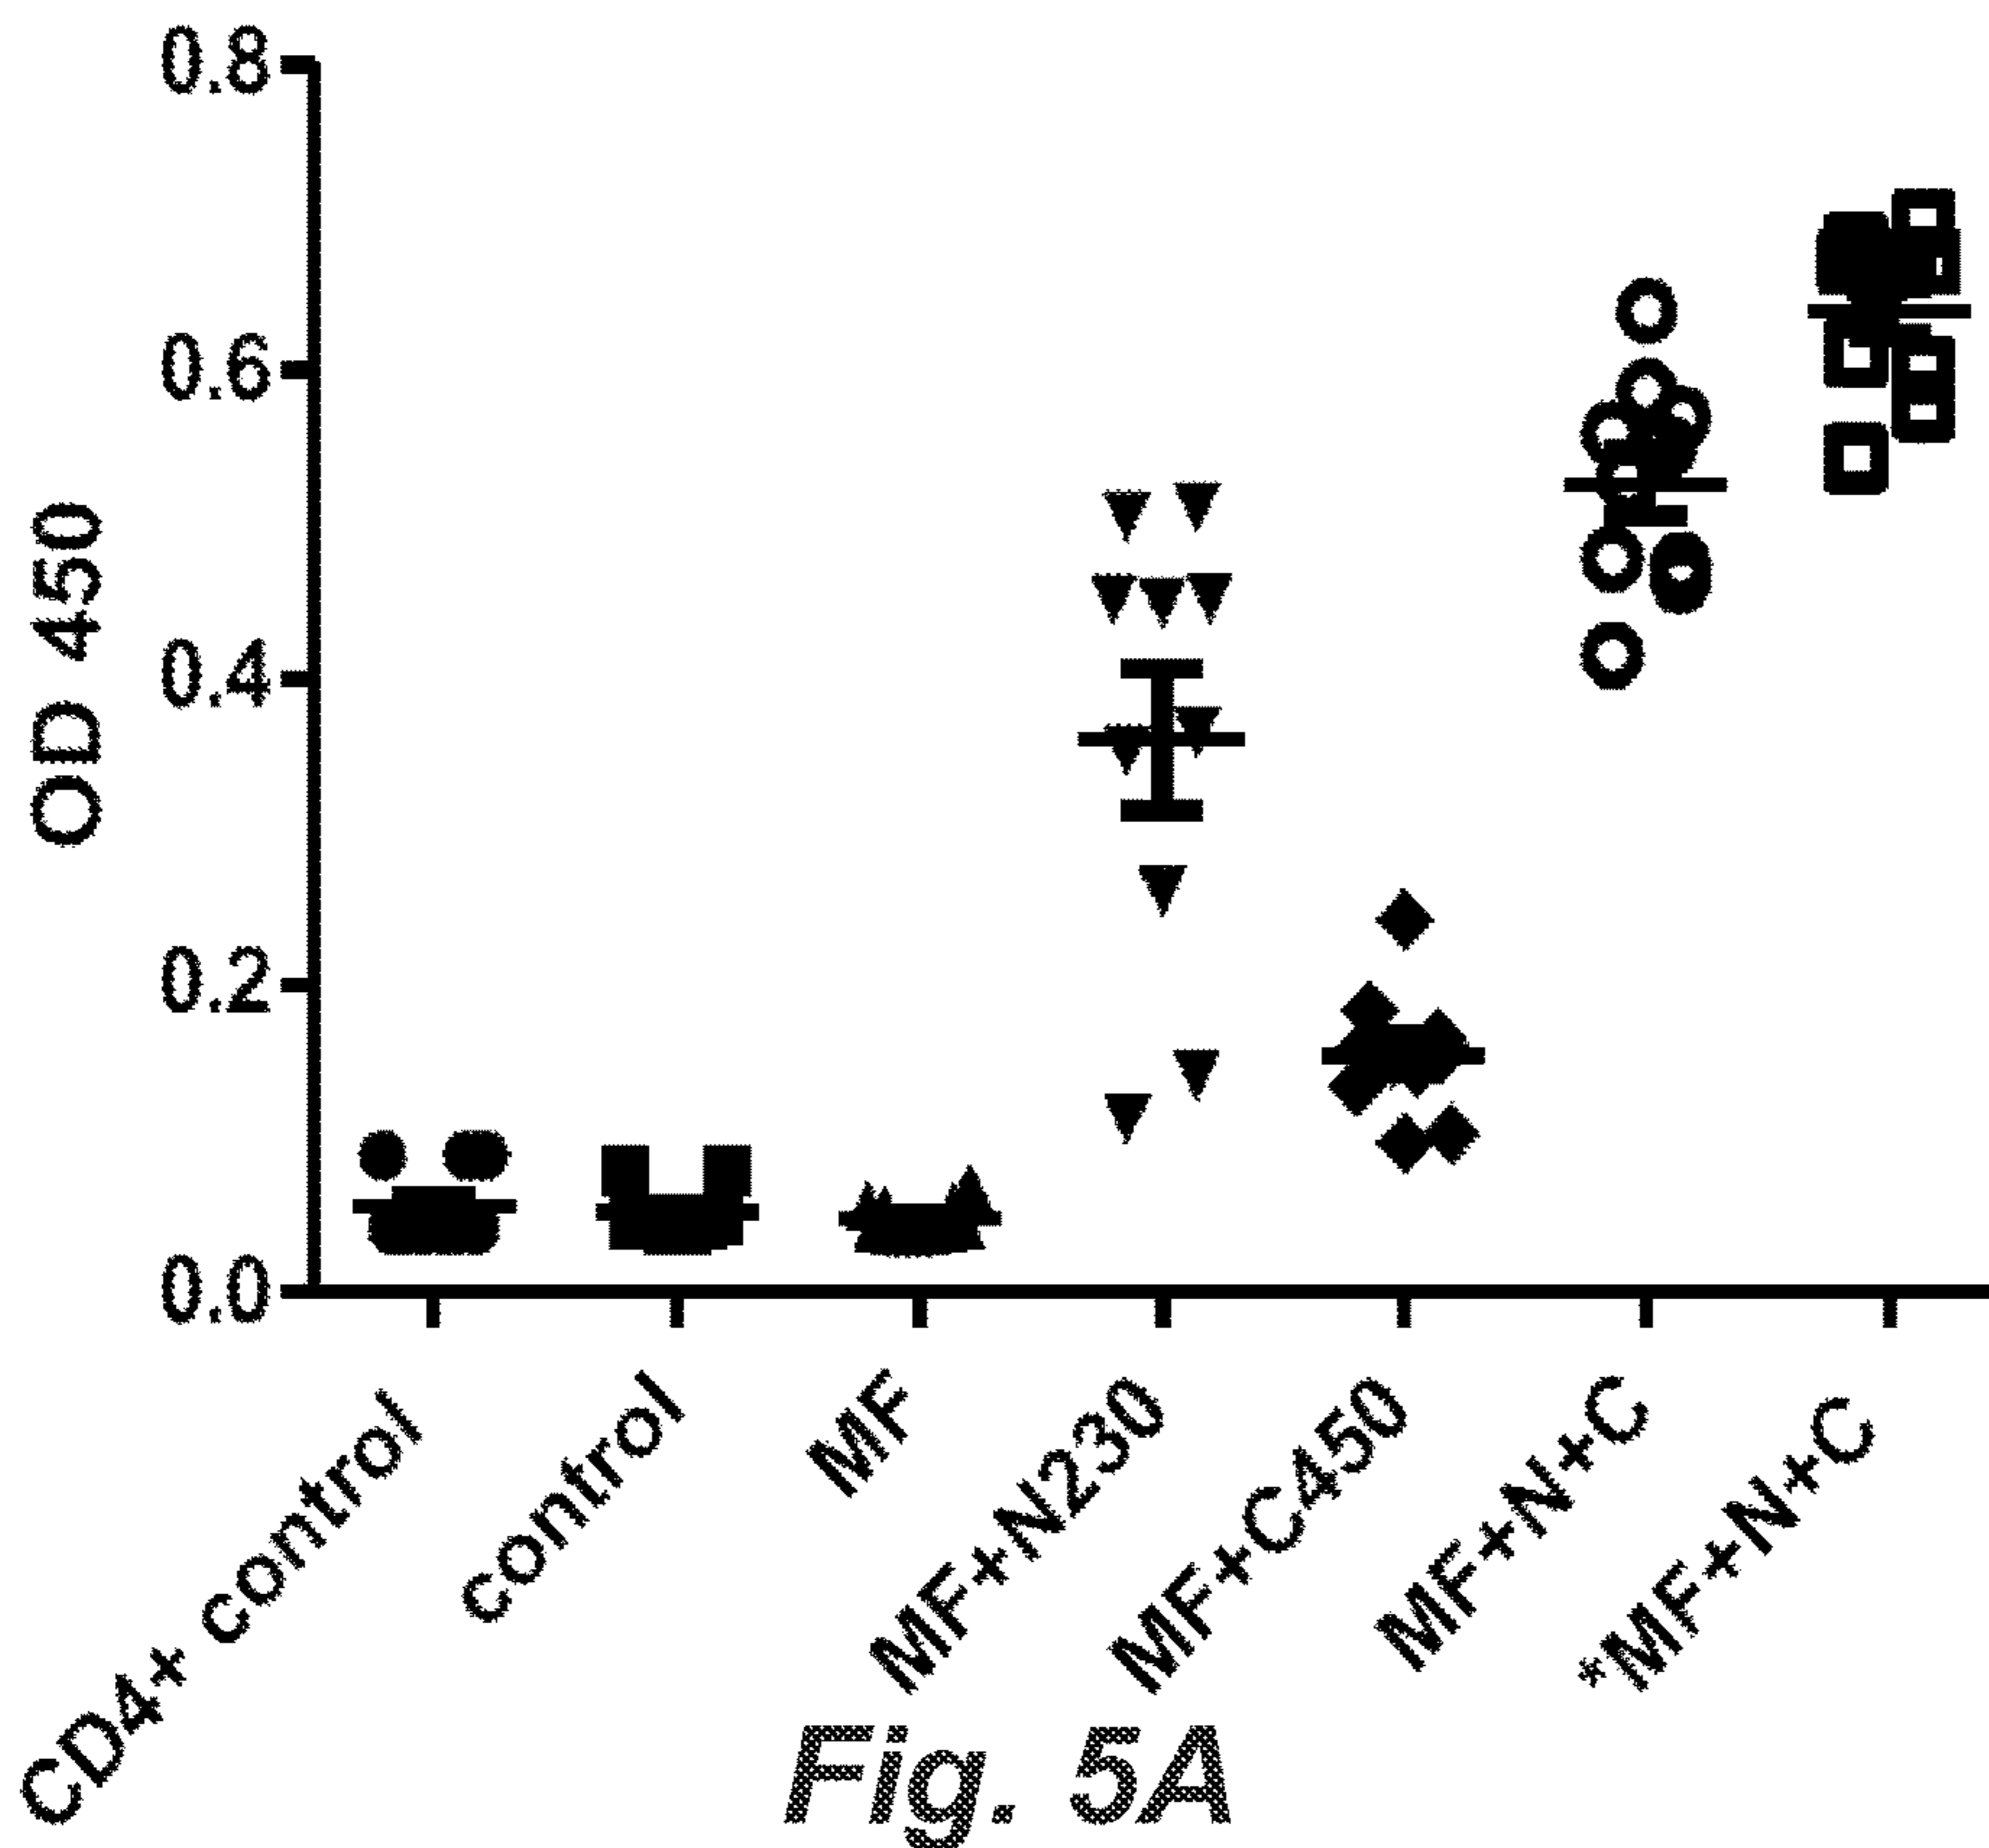 0.8
0.6
0.4
0.2
0.0
OD 450
CD4+ control
control
MF
MF+N230
MF+C450
MF+N+C
*MF+N+C
Fig. 5A